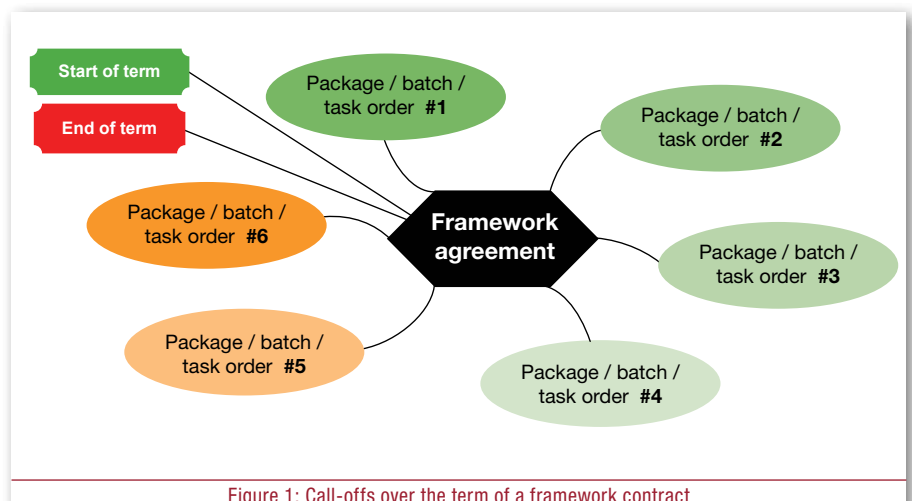 Start of term
End of term
Package / batch /
task order #1
Package / batch /
task order #2
Package / batch /
task order #3
Package / batch /
task order #4
Package / batch /
task order #5
Package / batch /
task order #6
Framework
agreement
Figure 1: Call-offs over the term of a framework contract